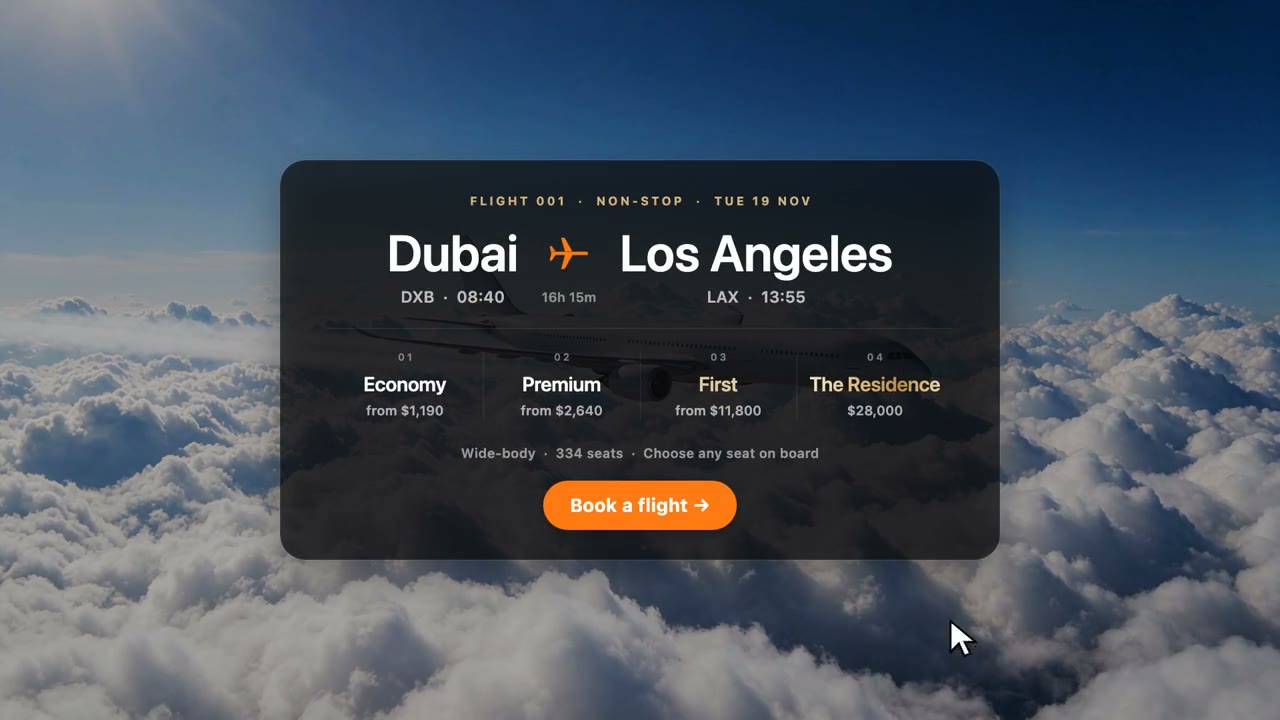 FLIGHT 001 · NON-STOP · TUE 19 NOV
Dubai Los Angeles
DXB · 08:40 16h 15m LAX · 13:55
01 02 03 04
Economy Premium First The Residence
from $1,190 from $2,640 from $11,800 $28,000
Wide-body · 334 seats · Choose any seat on board
Book a flight →